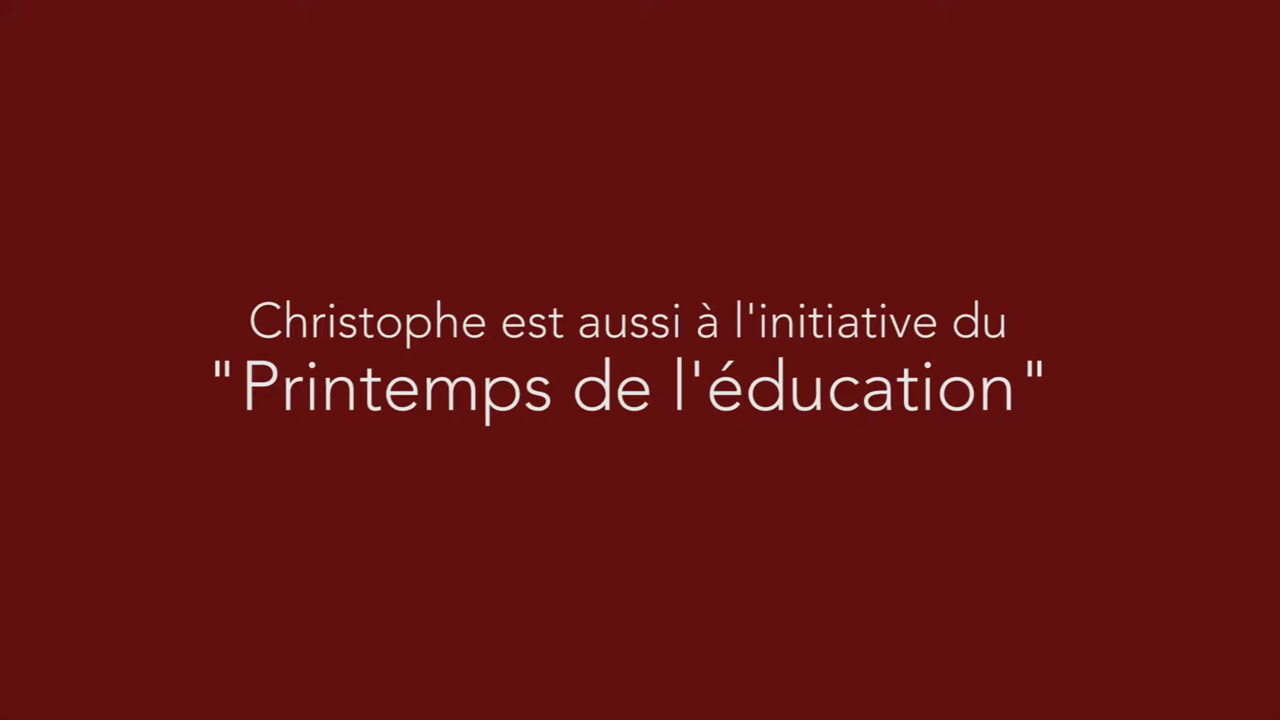 Christophe est aussi à l'initiative du
"Printemps de l'éducation"